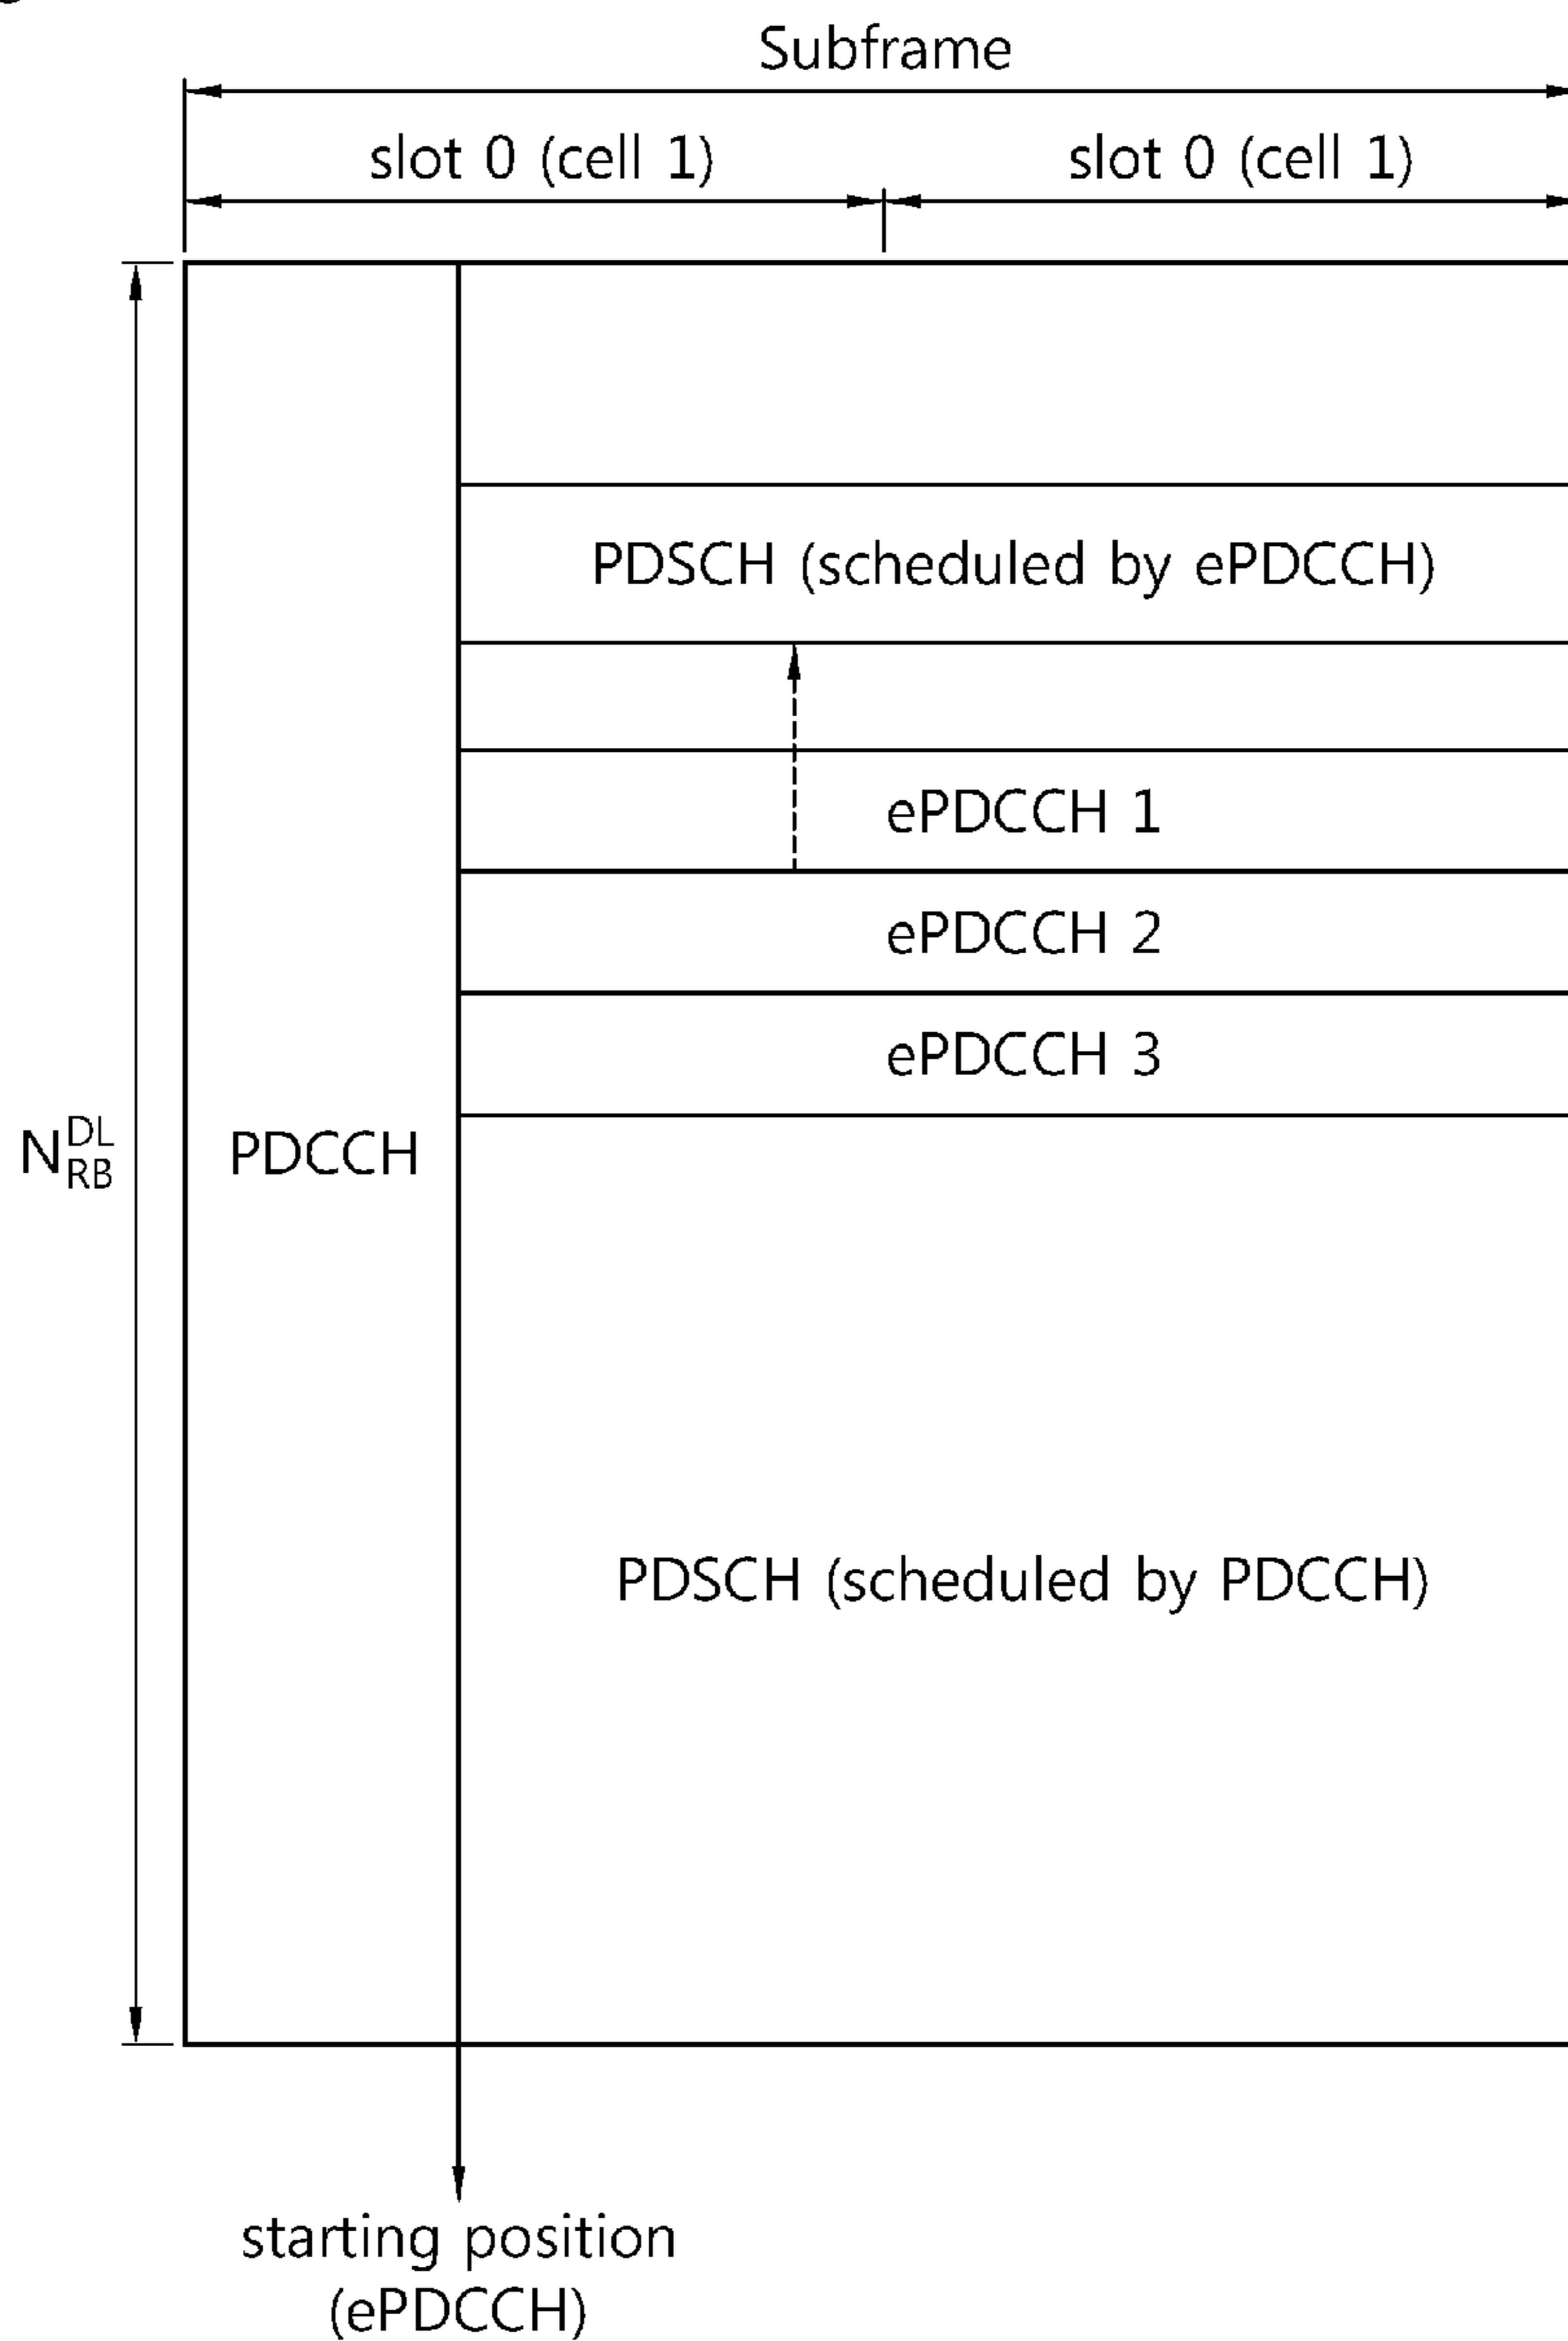 Subframe
slot 0 (cell 1) slot 0 (cell 1)
PDSCH (scheduled by ePDCCH)
ePDCCH 1
ePDCCH 2
ePDCCH 3
N DL RB
PDCCH
PDSCH (scheduled by PDCCH)
starting position
(ePDCCH)